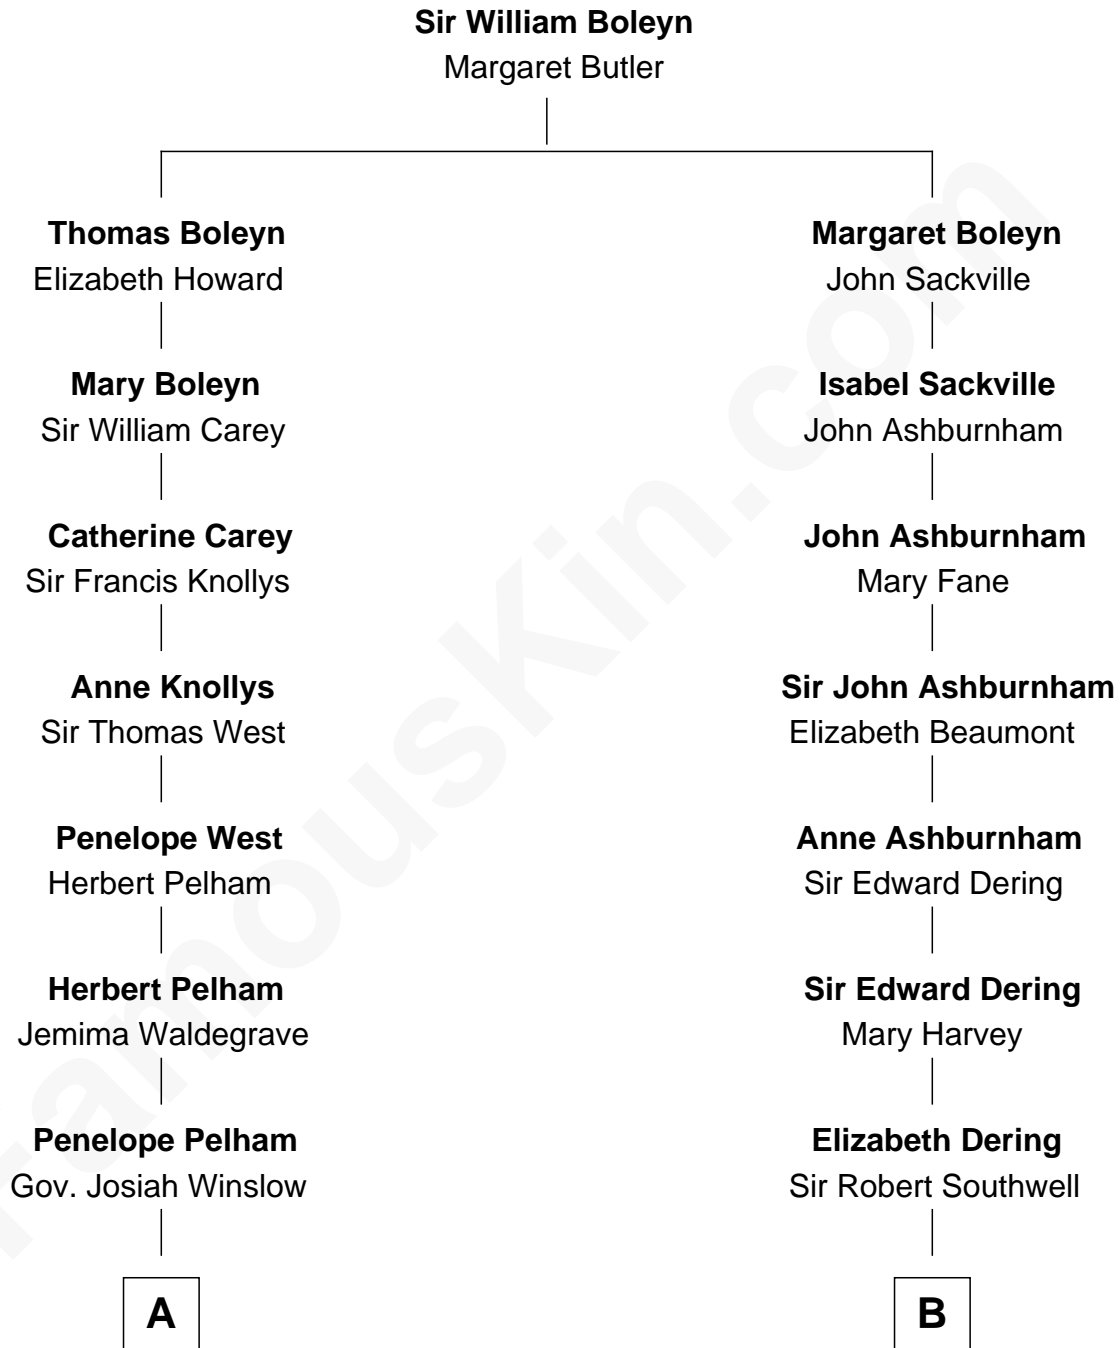 Sir William Boleyn
Margaret Butler
Thomas Boleyn
Elizabeth Howard
Margaret Boleyn
John Sackville
Mary Boleyn
Sir William Carey
Isabel Sackville
John Ashburnham
Catherine Carey
Sir Francis Knollys
John Ashburnham
Mary Fane
Anne Knollys
Sir Thomas West
Sir John Ashburnham
Elizabeth Beaumont
Penelope West
Herbert Pelham
Anne Ashburnham
Sir Edward Dering
Herbert Pelham
Jemima Waldegrave
Sir Edward Dering
Mary Harvey
Penelope Pelham
Gov. Josiah Winslow
Elizabeth Dering
Sir Robert Southwell
A
B
FamousKin.com